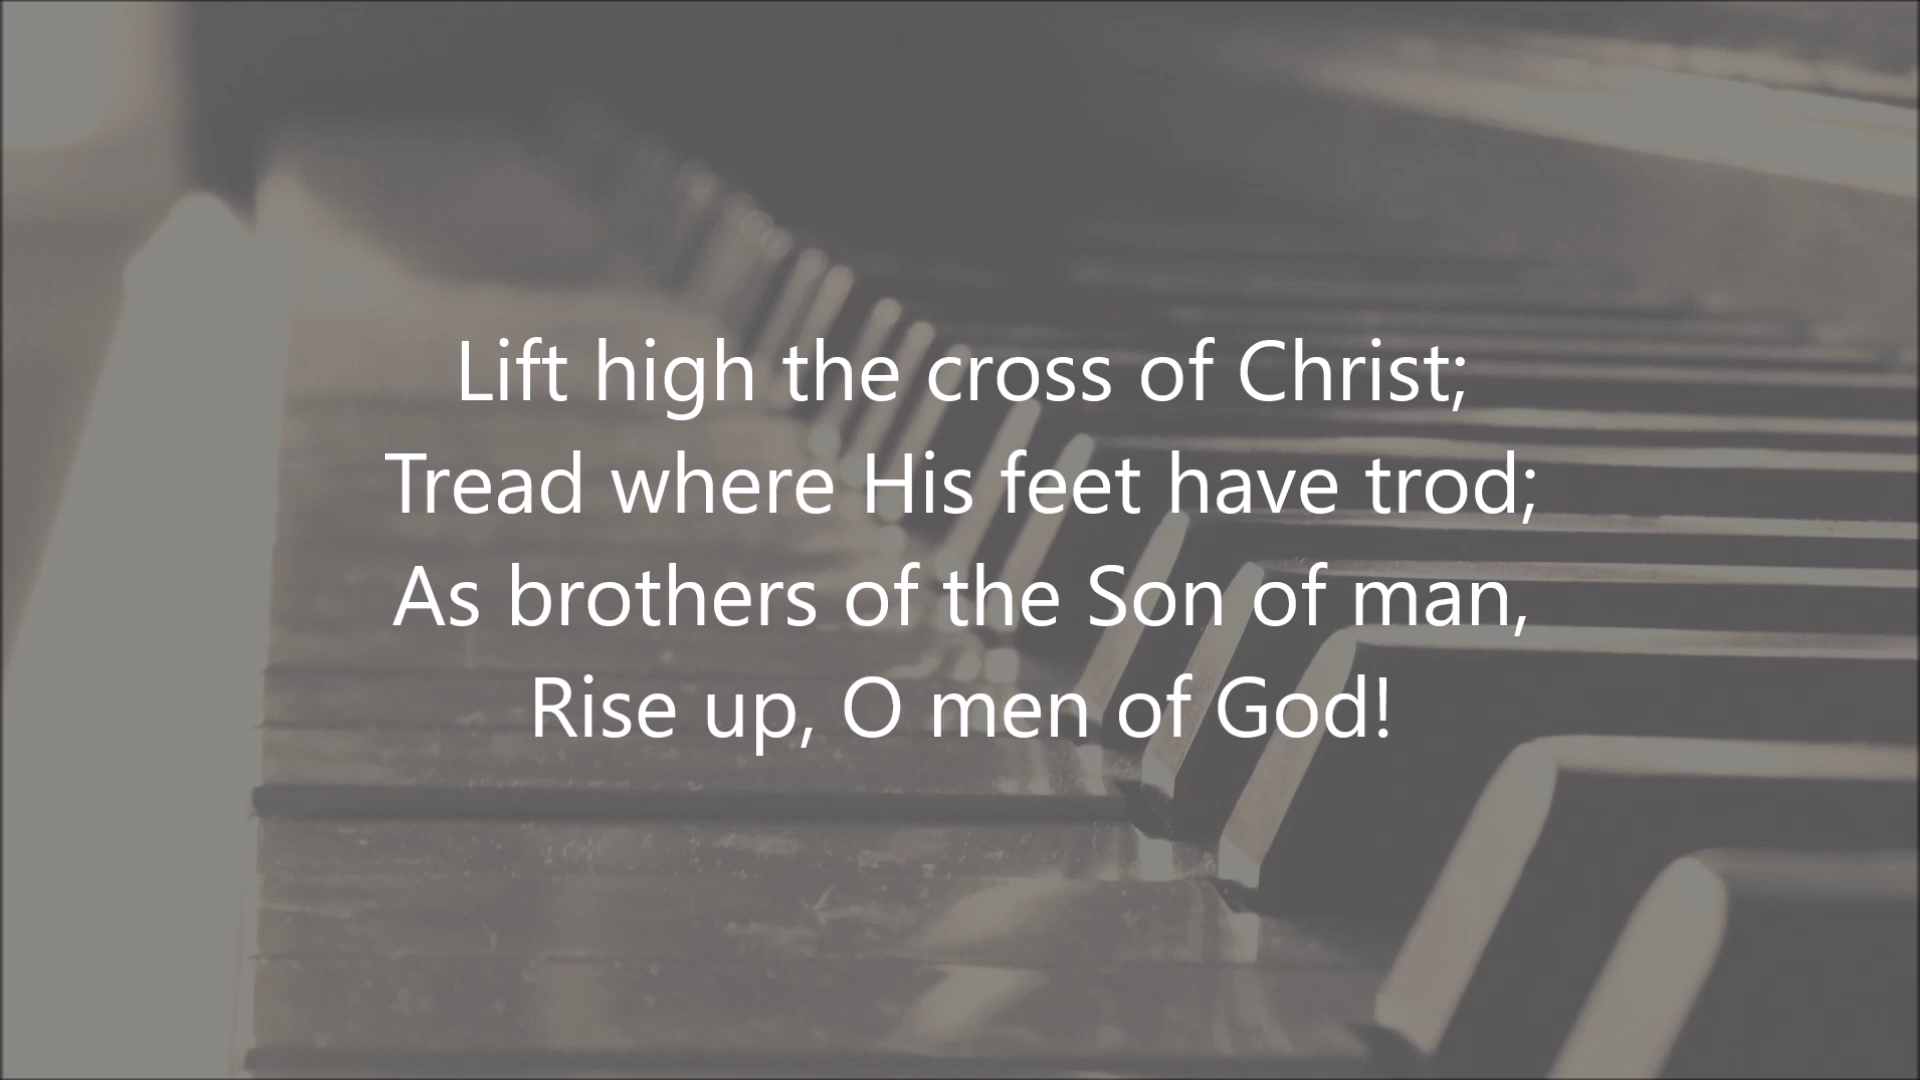 Lift high the cross of Christ;
Tread where His feet have trod;
As brothers of the Son of man,
Rise up, O men of God!